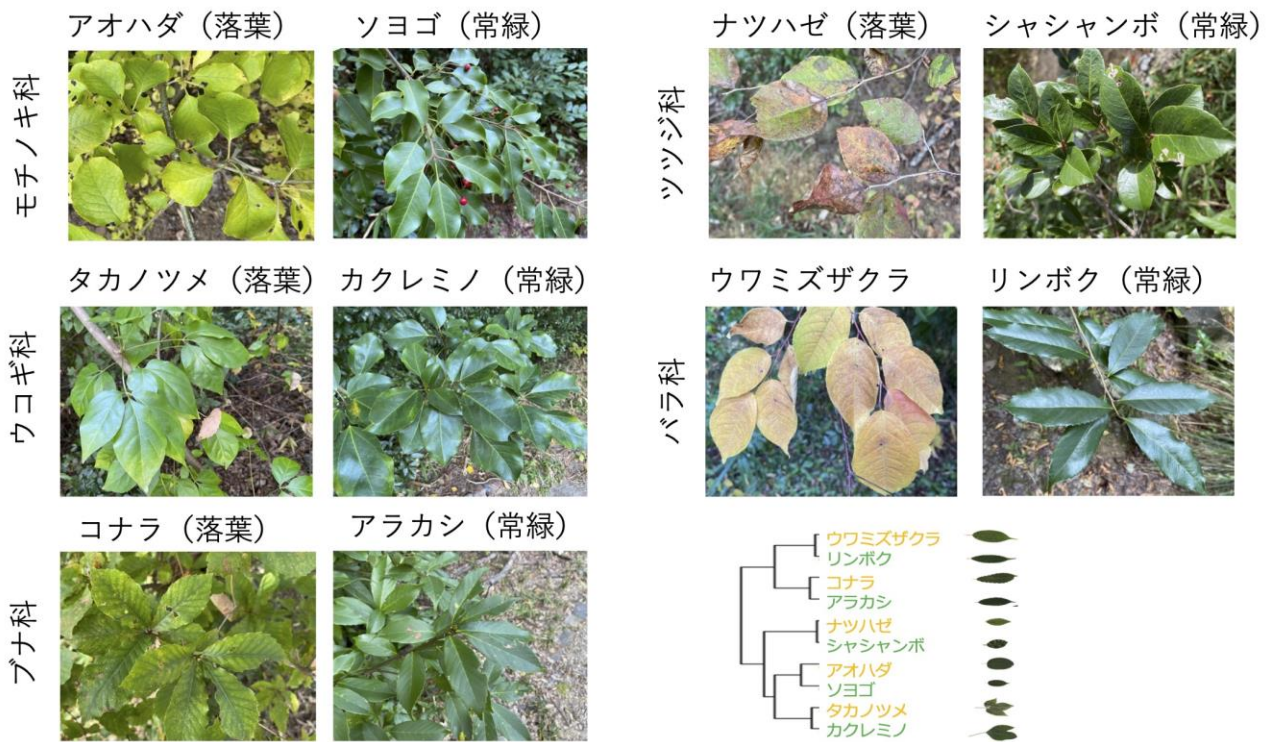 アオハダ（落葉）
ソヨゴ（常緑）
モチノキ科
タカノツメ（落葉）
カクレミノ（常緑）
ウコギ科
コナラ（落葉）
アラカシ（常緑）
ブナ科
ナツハゼ（落葉）
シャシャンボ（常緑）
ツツジ科
ウワミズザクラ
リンボク（常緑）
バラ科
ウワミズザクラ
リンボク
コナラ
アラカシ
ナツハゼ
シャシャンボ
アオハダ
ソヨゴ
タカノツメ
カクレミノ